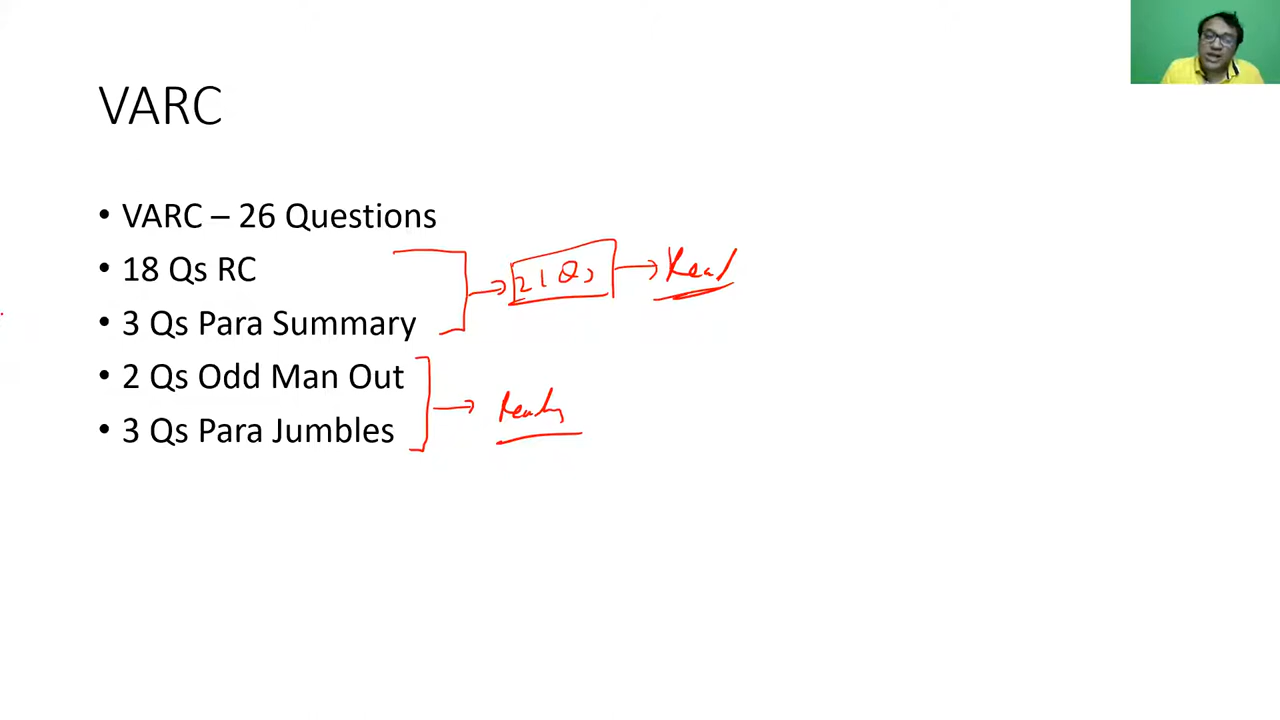 VARC
• VARC – 26 Questions
• 18 Qs RC
21 Qs
Read
• 3 Qs Para Summary
• 2 Qs Odd Man Out
• 3 Qs Para Jumbles